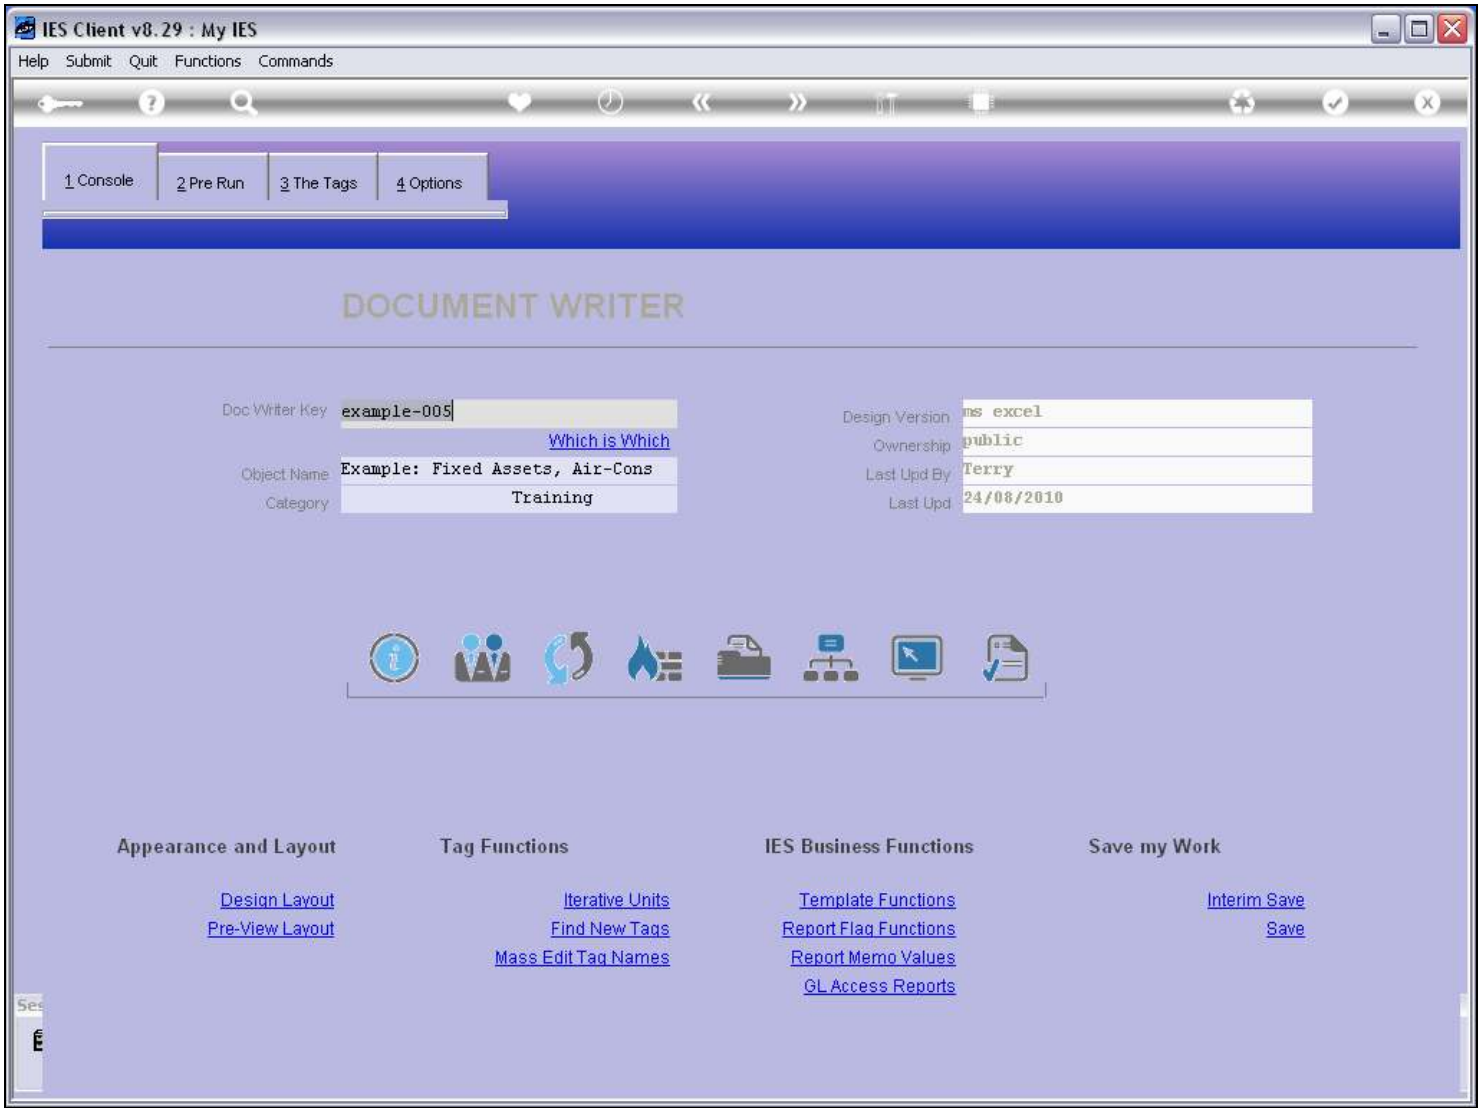 IES Client v8.29 : My IES
Help Submit Quit Functions Commands
1 Console 2 Pre Run 3 The Tags 4 Options
DOCUMENT WRITER
Doc Writer Key example-005
Which is Which
Object Name Example: Fixed Assets, Air-Cons
Category Training
Design Version ms excel
Ownership public
Last Upd By Terry
Last Upd 24/08/2010
Appearance and Layout
Design Layout
Pre-View Layout
Tag Functions
Iterative Units
Find New Tags
Mass Edit Tag Names
IES Business Functions
Template Functions
Report Flag Functions
Report Memo Values
GL Access Reports
Save my Work
Interim Save
Save